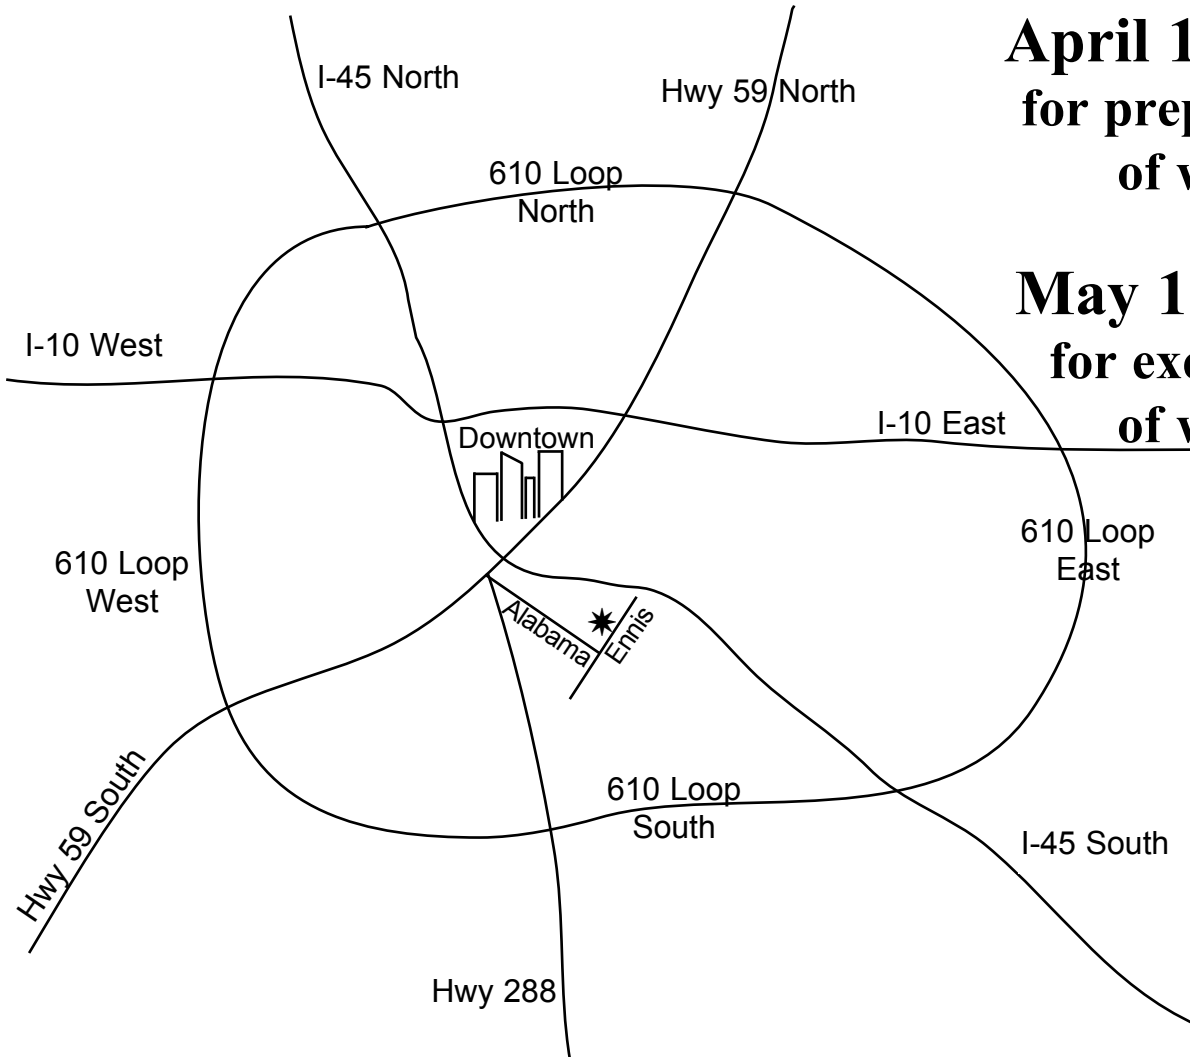 I-45 North
Hwy 59 North
610 Loop
North
I-10 West
I-10 East
Downtown
610 Loop
West
610 Loop
East
Alabama
Ennis
Hwy 59 South
610 Loop
South
I-45 South
Hwy 288
April 1
for
of
May 1
for
of